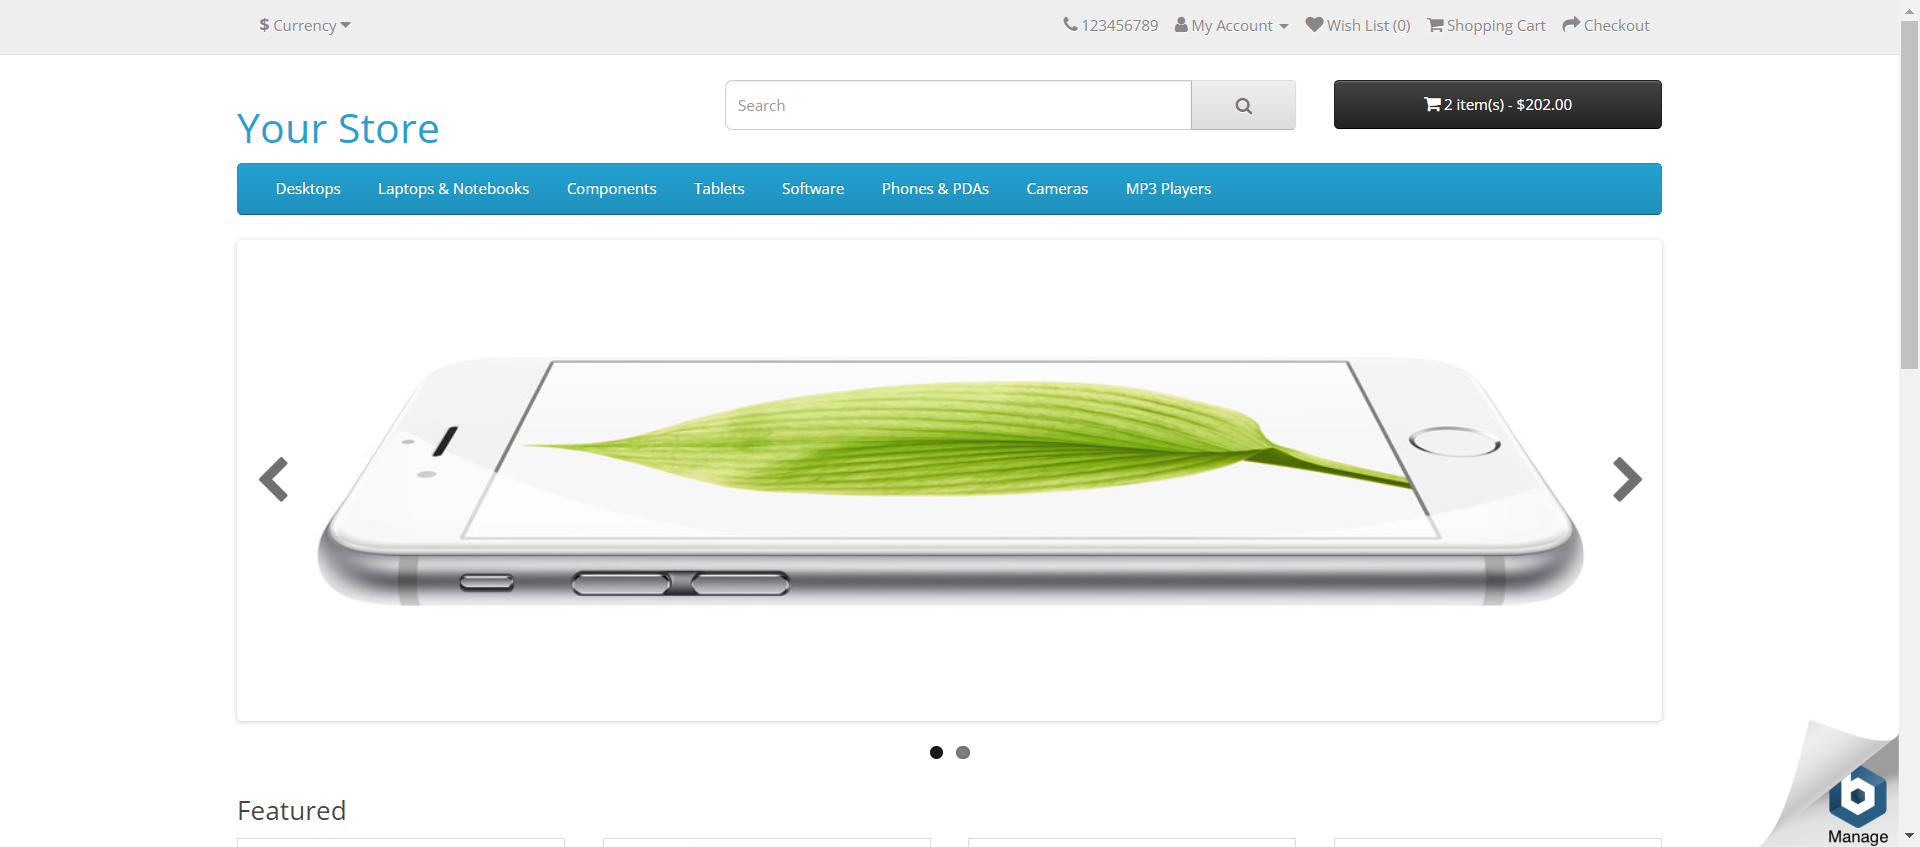 $ Currency
123456789 My Account Wish List (0) Shopping Cart Checkout
Search
2 item(s) - $202.00
Your Store
Desktops Laptops & Notebooks Components Tablets Software Phones & PDAs Cameras MP3 Players
Featured
b
Manage